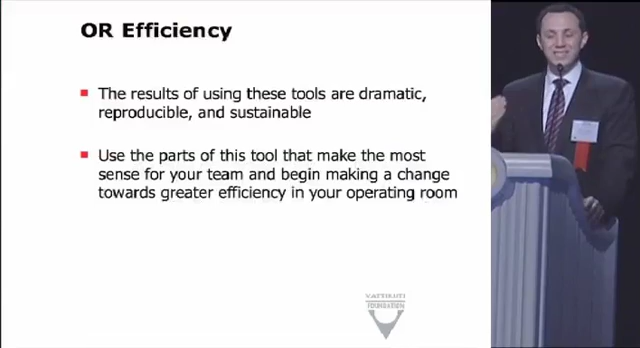 OR Efficiency
The results of using these tools are dramatic,
reproducible, and sustainable
Use the parts of this tool that make the most
sense for your team and begin making a change
towards greater efficiency in your operating room
VATTIKUTI
FOUNDATION